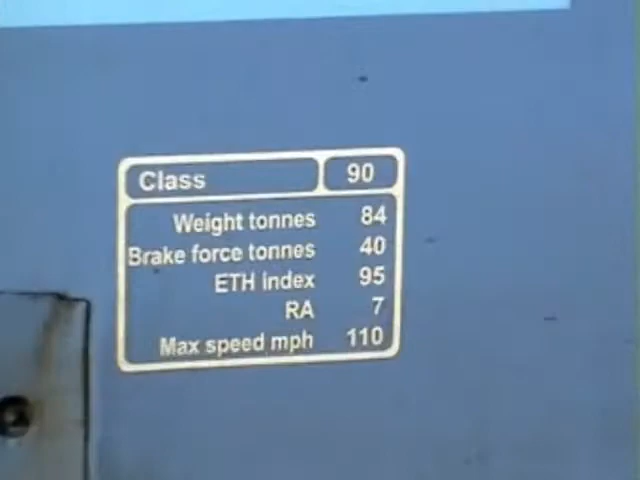 Class 90
Weight tonnes 84
Brake force tonnes 40
ETH index 95
RA 7
Max speed mph 110